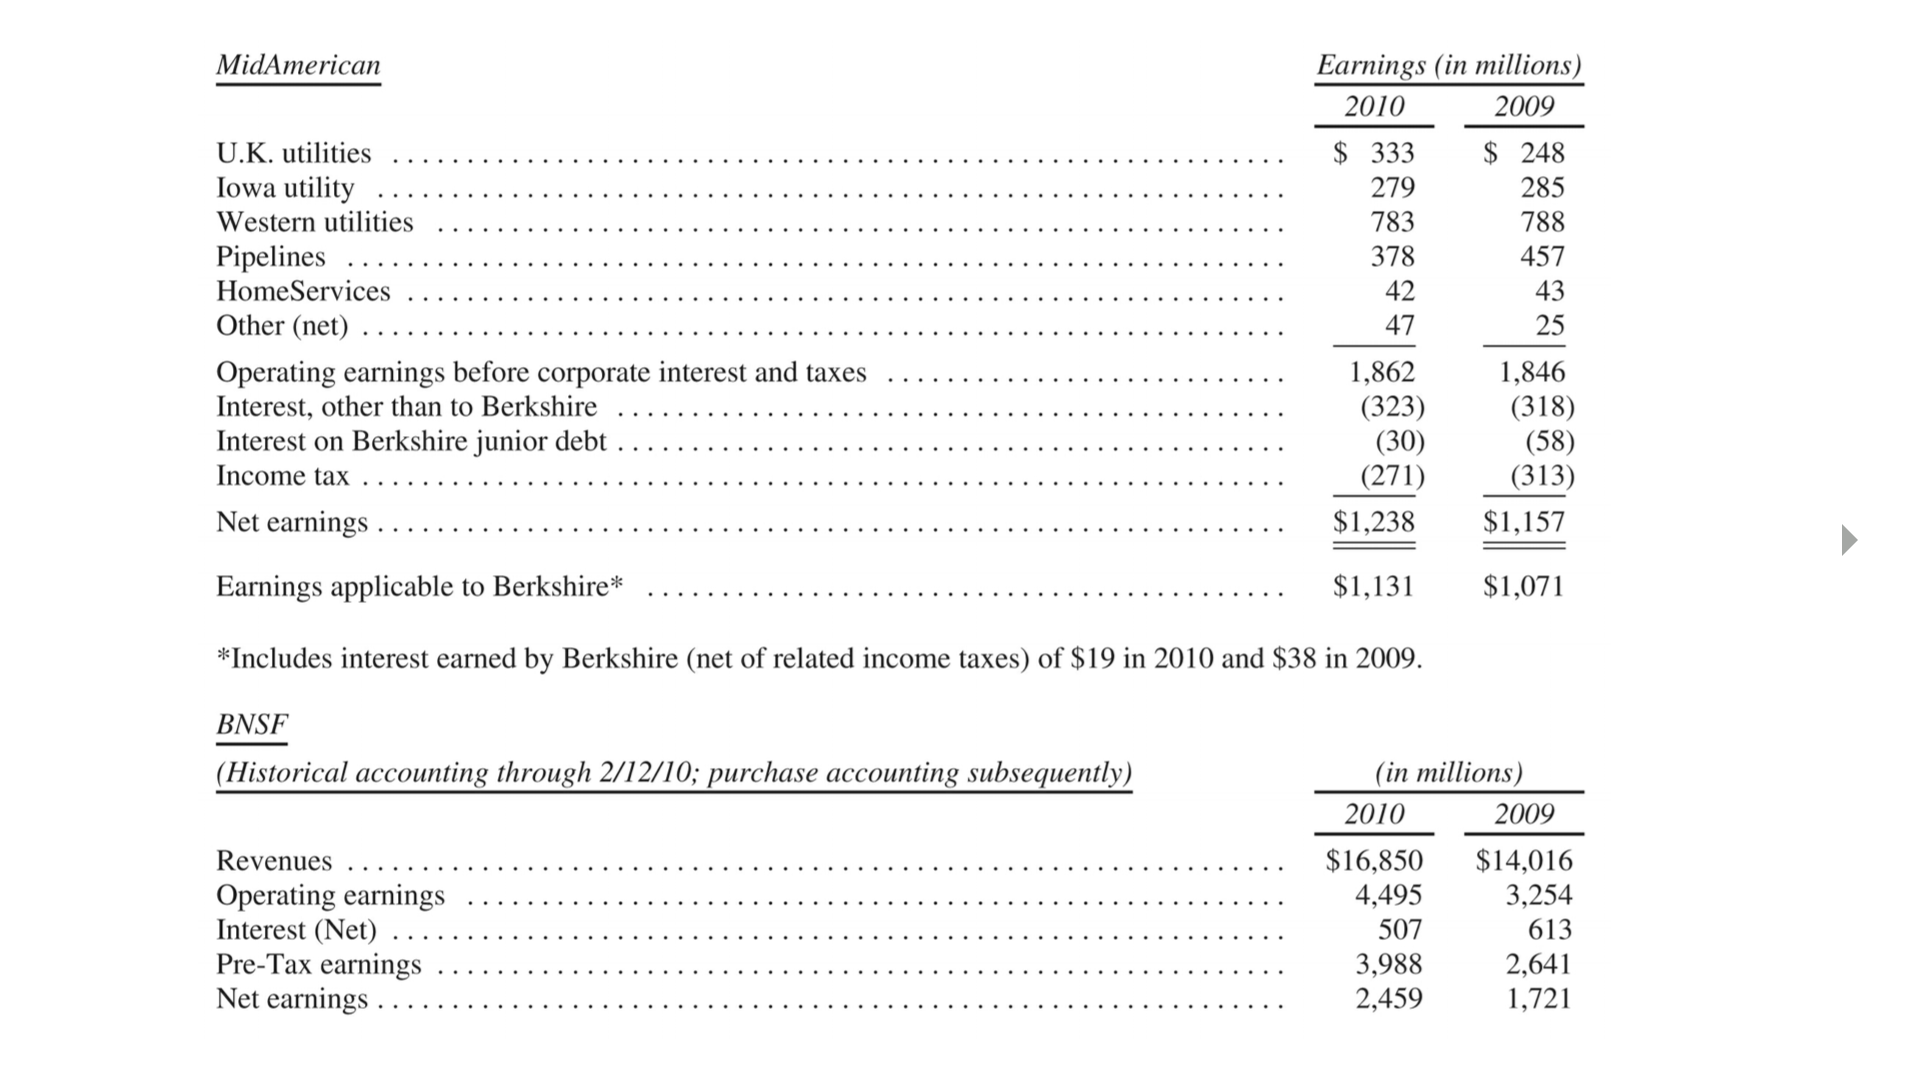 MidAmerican Earnings (in millions)
2010 2009
U.K. utilities $ 333 $ 248
Iowa utility 279 285
Western utilities 783 788
Pipelines 378 457
HomeServices 42 43
Other (net) 47 25
Operating earnings before corporate interest and taxes 1,862 1,846
Interest, other than to Berkshire (323) (318)
Interest on Berkshire junior debt (30) (58)
Income tax (271) (313)
Net earnings $1,238 $1,157
Earnings applicable to Berkshire* $1,131 $1,071
*Includes interest earned by Berkshire (net of related income taxes) of $19 in 2010 and $38 in 2009.
BNSF
(Historical accounting through 2/12/10; purchase accounting subsequently) (in millions)
2010 2009
Revenues $16,850 $14,016
Operating earnings 4,495 3,254
Interest (Net) 507 613
Pre-Tax earnings 3,988 2,641
Net earnings 2,459 1,721